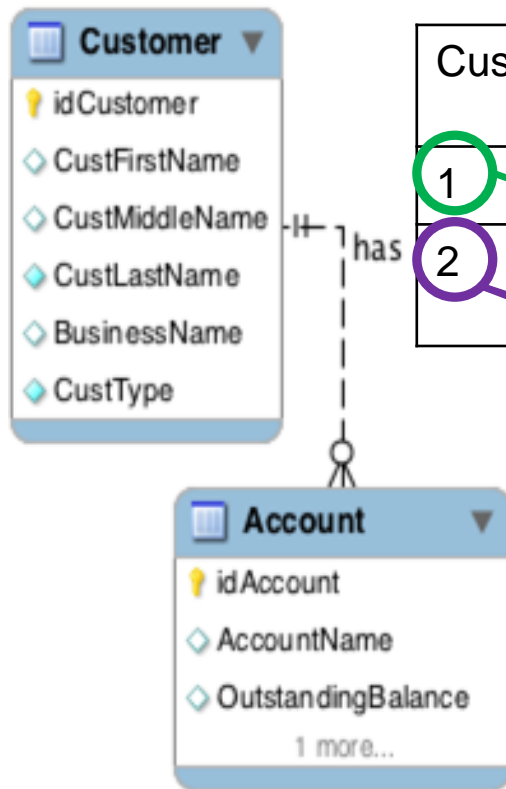 Customer
idCustomer
CustFirstName
CustMiddleName
CustLastName
BusinessName
CustType
has
Account
idAccount
AccountName
OutstandingBalance
1 more...
Cus
1
2